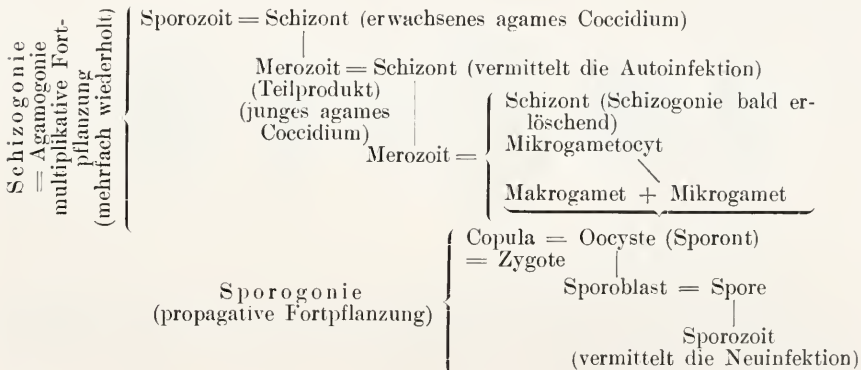 Schizogonie
= Agamogonie
multiplikative Fort-
pflanzung
(mehrfach wiederholt)
Sporozoit = Schizont (erwachsenes agames Coccidium)
Merozoit = Schizont (vermittelt die Autoinfektion)
(Teilprodukt)
(junges agames
Coccidium)
Merozoit =
Schizont (Schizogonie bald er-
löschend)
Mikrogametocyt
Makrogamet + Mikrogamet
Sporogonie
(propagative Fortpflanzung)
Copula = Oocyste (Sporont)
= Zygote
Sporoblast = Spore
Sporozoit
(vermittelt die Neuinfektion)